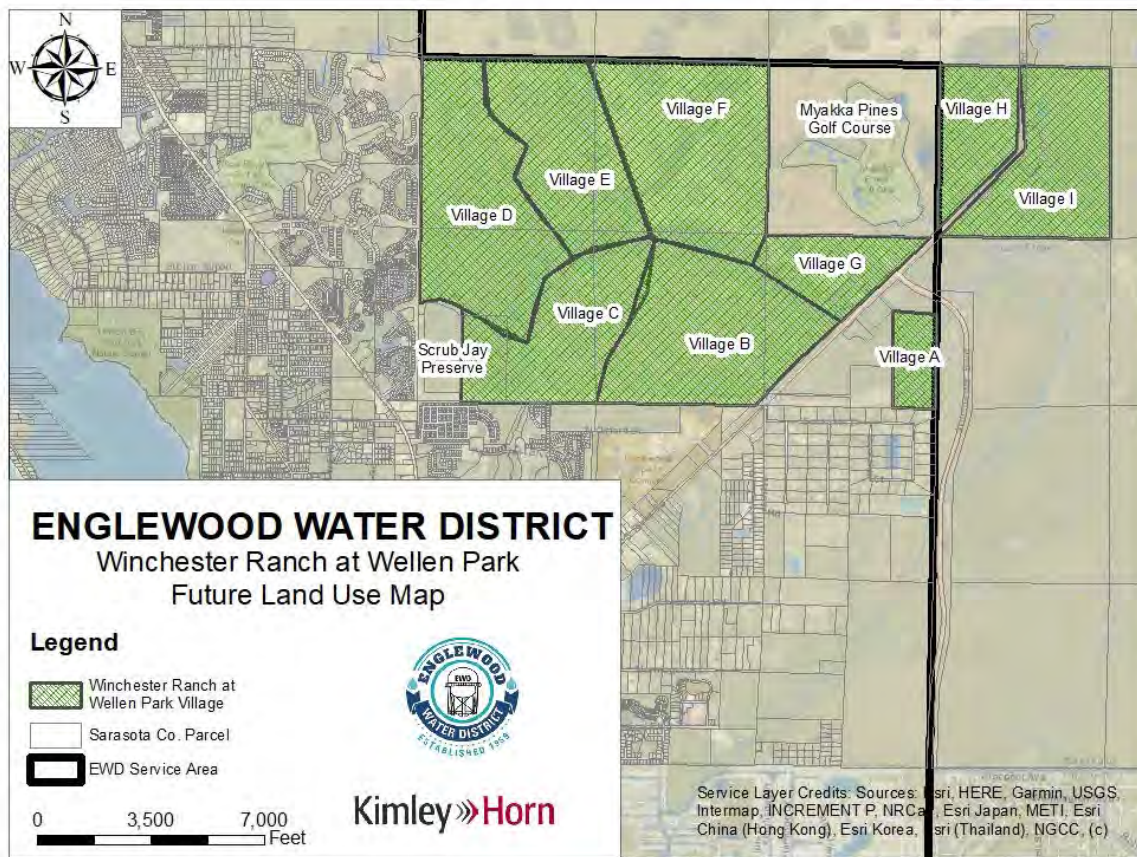 N
W E
S
Village F
Myakka Pines
Golf Course
Village H
Village E
Village D
Village I
Village G
Village C
Village B
Scrub Jay
Preserve
Village A
ENGLEWOOD WATER DISTRICT
Winchester Ranch at Wellen Park
Future Land Use Map
Legend
Winchester Ranch at
Wellen Park Village
Sarasota Co. Parcel
EWD Service Area
0 3,500 7,000
Feet
ENGLEWOOD
EWD
WATER DISTRICT
ESTABLISHED 1959
Kimley»Horn
Service Layer Credits: Sources: Esri, HERE, Garmin, USGS,
Intermap, INCREMENT P, Esri Japan, METI, Esri
China (Hong Kong), Esri Korea, Esri (Thailand), NGCC, (c)